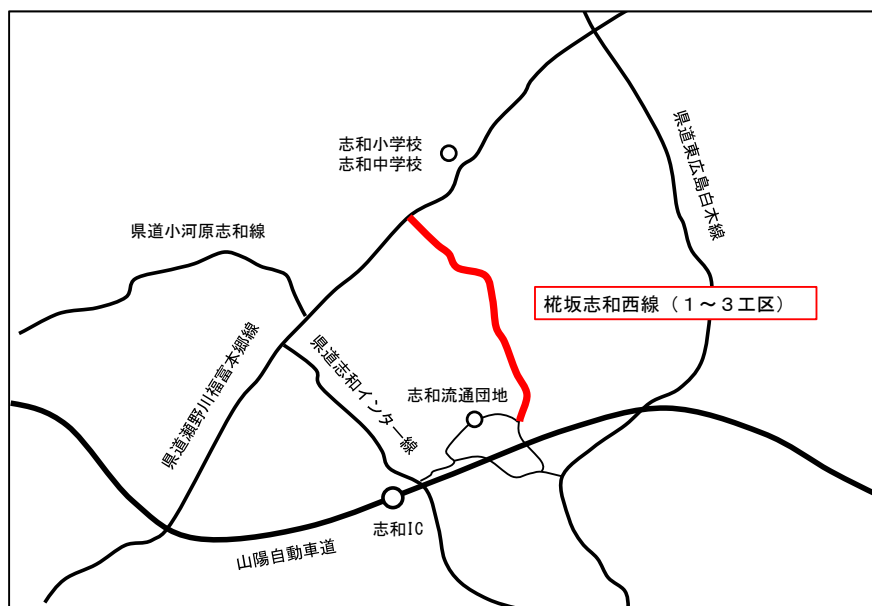 志和小学校
志和中学校
県道東広島白木線
県道小河原志和線
椛坂志和西線（１～３工区）
県道瀬野川福富本郷線
県道志和インター線
志和流通団地
志和IC
山陽自動車道